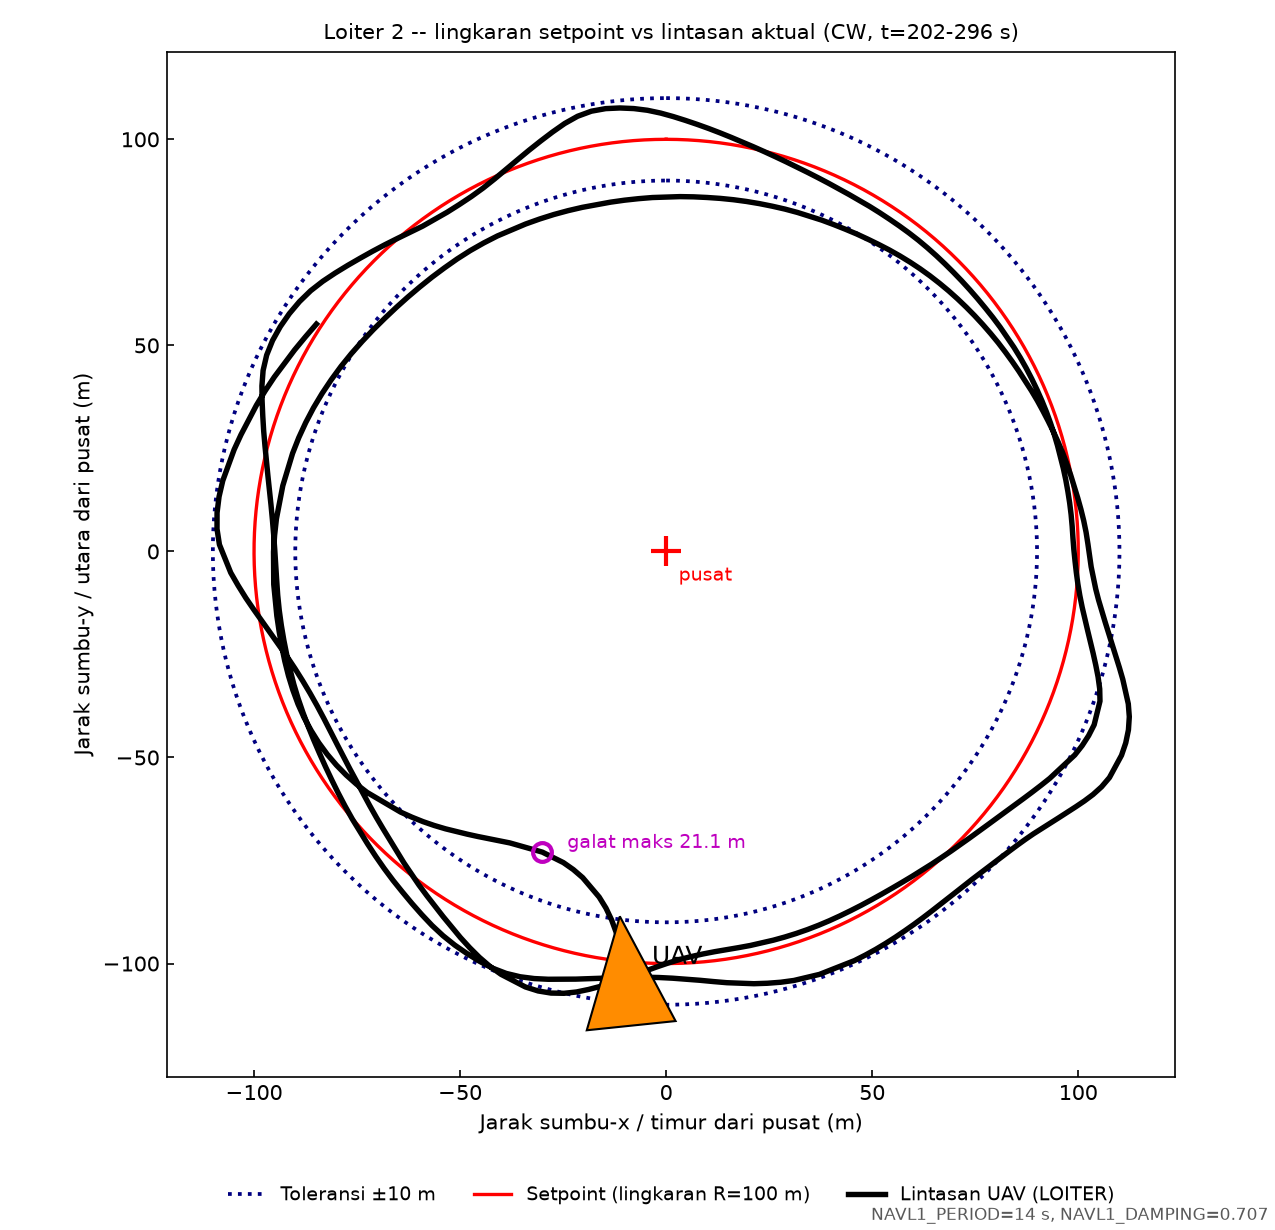 Loiter 2 -- lingkaran setpoint vs lintasan aktual (CW, t=202-296 s)
Jarak sumbu-y / utara dari pusat (m)
100
50
0
−50
−100
pusat
galat maks 21.1 m
UAV
−100
−50
0
50
100
Jarak sumbu-x / timur dari pusat (m)
Toleransi ±10 m
Setpoint (lingkaran R=100 m)
Lintasan UAV (LOITER)
NAVL1_PERIOD=14 s, NAVL1_DAMPING=0.707